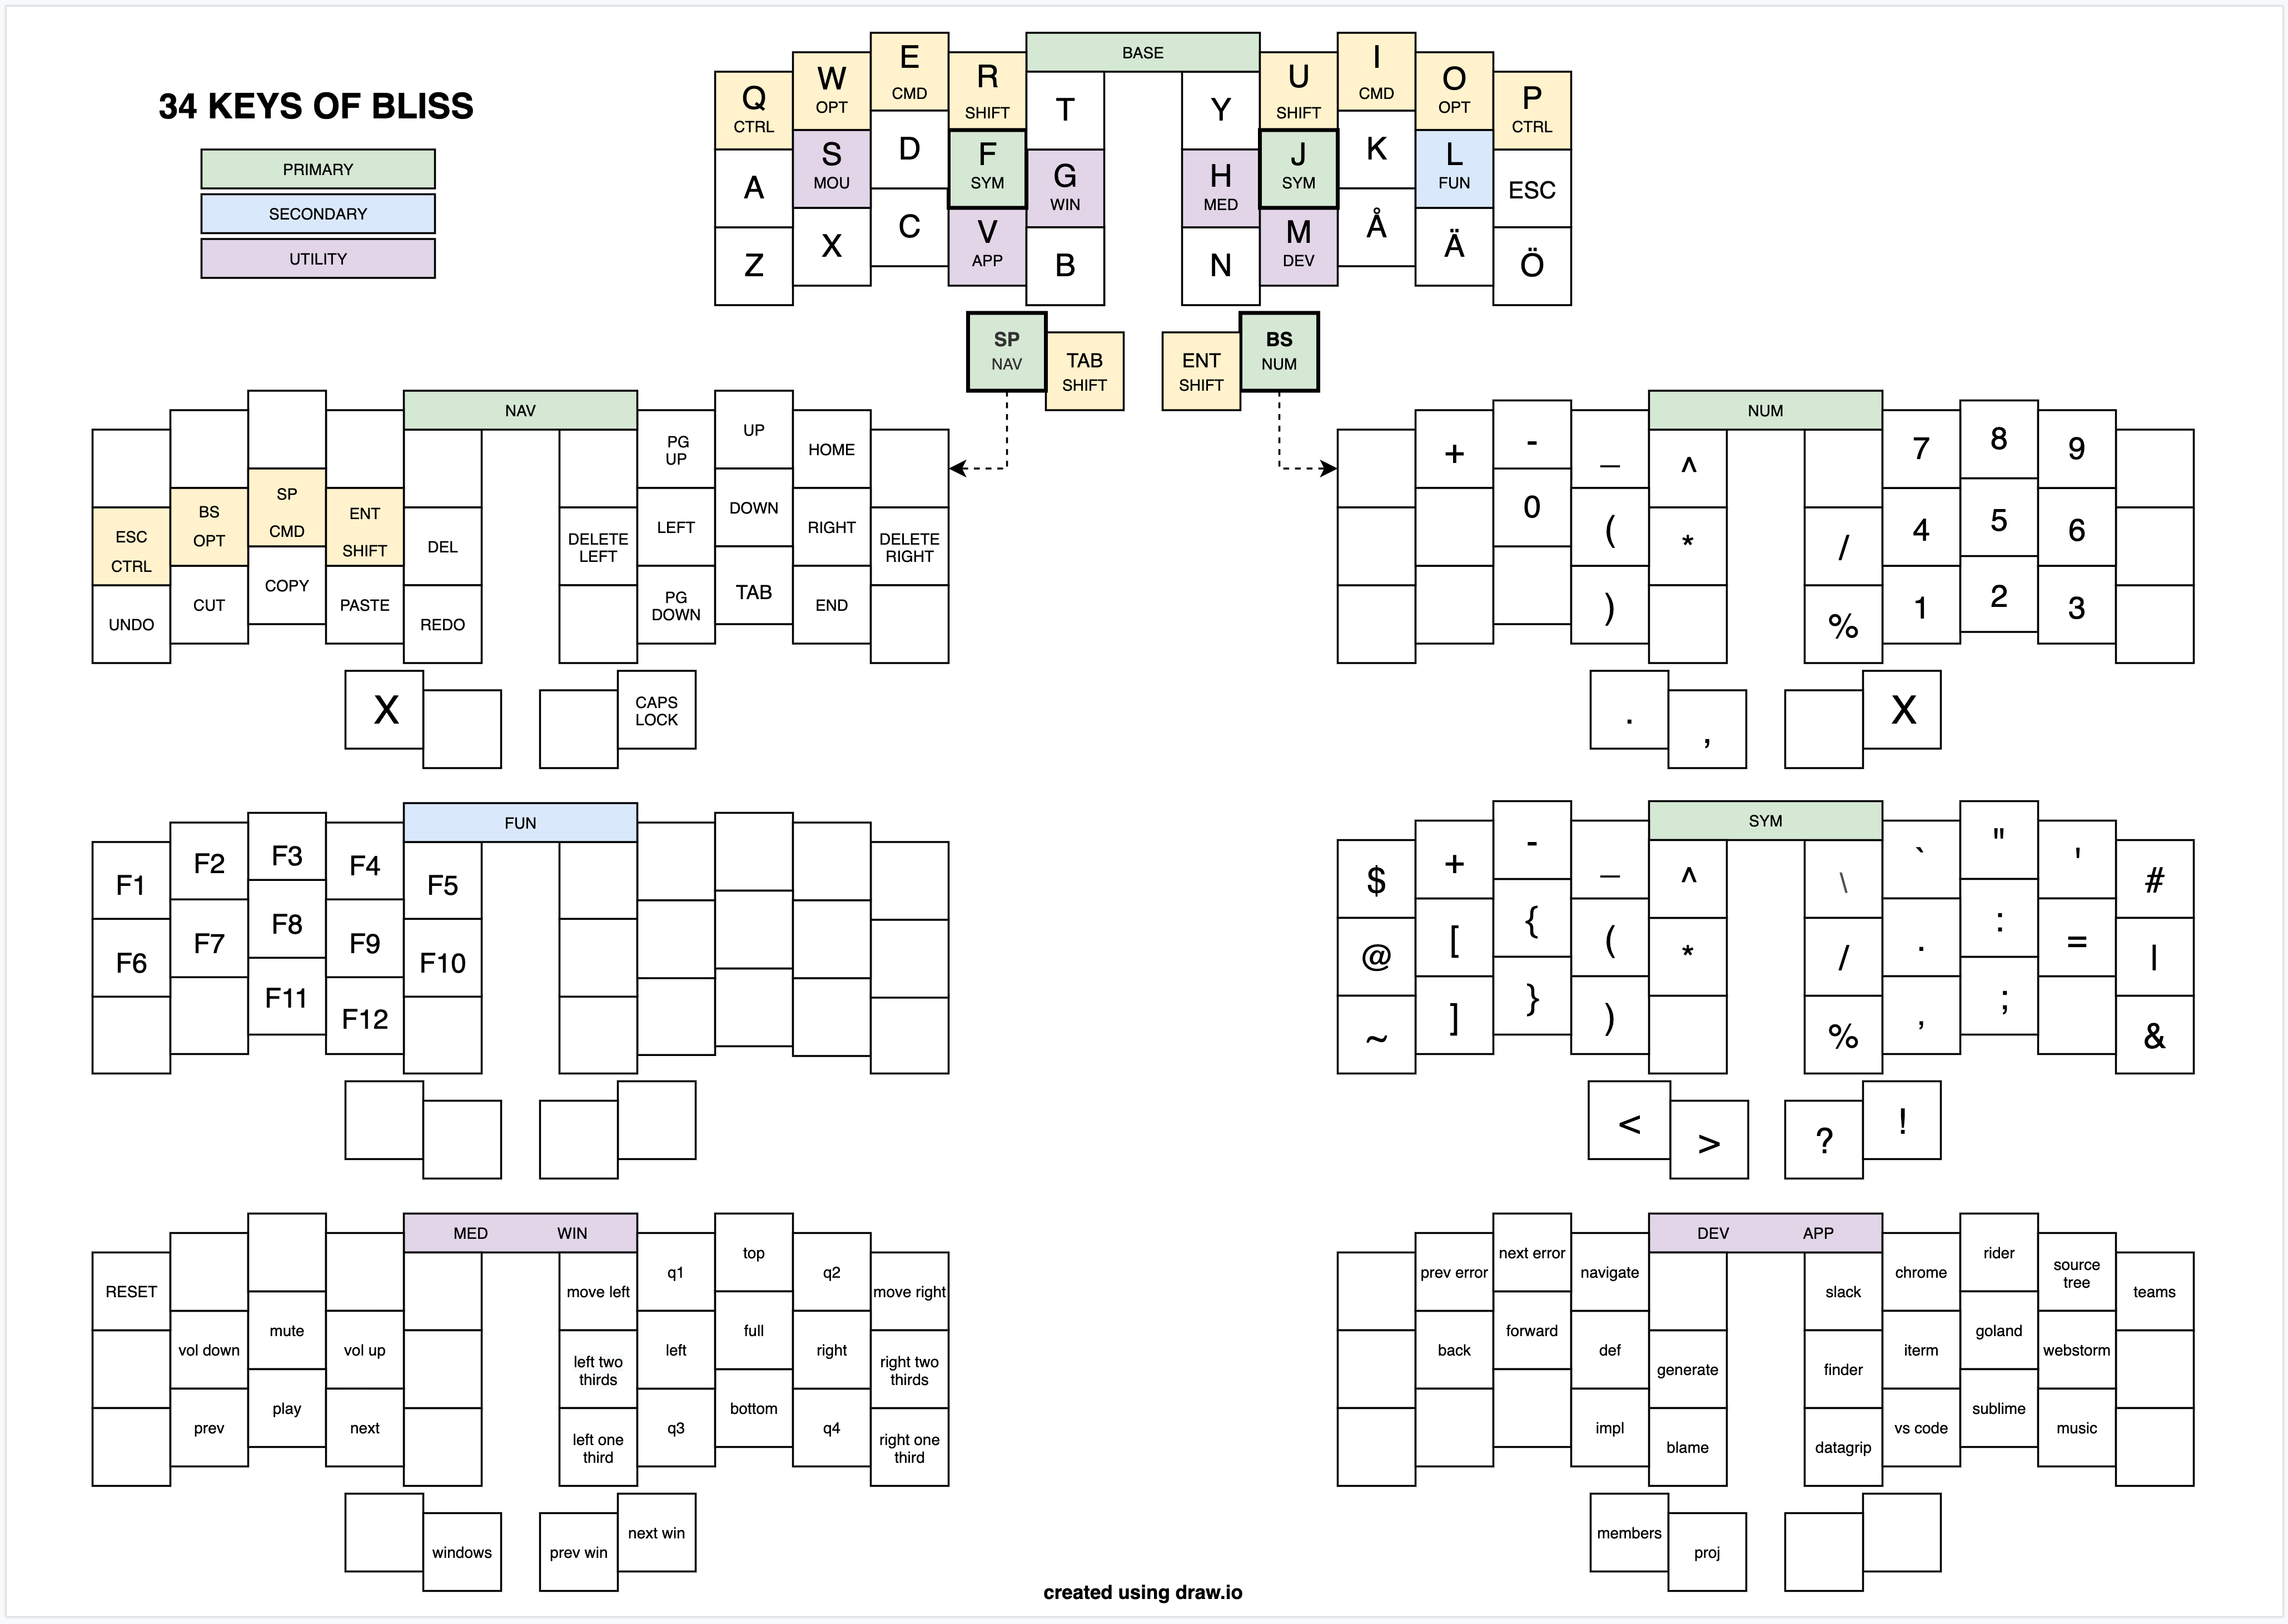 34 KEYS OF BLISS
PRIMARY
SECONDARY
UTILITY
BASE
Q
CTRL
W
OPT
E
CMD
R
SHIFT
T
Y
U
SHIFT
I
CMD
O
OPT
P
CTRL
A
S
MOU
D
F
SYM
G
WIN
H
MED
J
SYM
K
L
FUN
ESC
Z
X
C
V
APP
B
N
M
DEV
Å
Ä
Ö
SP
NAV
TAB
SHIFT
ENT
SHIFT
BS
NUM
NAV
PG
UP
UP
HOME
ESC
CTRL
BS
OPT
SP
CMD
ENT
SHIFT
DEL
DELETE
LEFT
LEFT
DOWN
RIGHT
DELETE
RIGHT
UNDO
CUT
COPY
PASTE
REDO
PG
DOWN
TAB
END
X
CAPS
LOCK
NUM
+
-
_
^
7
8
9
0
(
*
/
4
5
6
)
%
1
2
3
.
,
X
FUN
F1
F2
F3
F4
F5
F6
F7
F8
F9
F10
F11
F12
SYM
$
+
-
_
^
\
`
"
'
#
@
[
{
(
*
/
.
:
=
|
~
]
}
)
%
,
;
&
<
>
?
!
MED WIN
RESET
move left
q1
top
q2
move right
vol down
mute
vol up
left two
thirds
left
full
right
right two
thirds
prev
play
next
left one
third
q3
bottom
q4
right one
third
windows
prev win
next win
DEV APP
prev error
next error
navigate
slack
chrome
rider
source
tree
teams
back
forward
def
generate
finder
iterm
goland
webstorm
impl
blame
datagrip
vs code
sublime
music
members
proj
created using draw.io